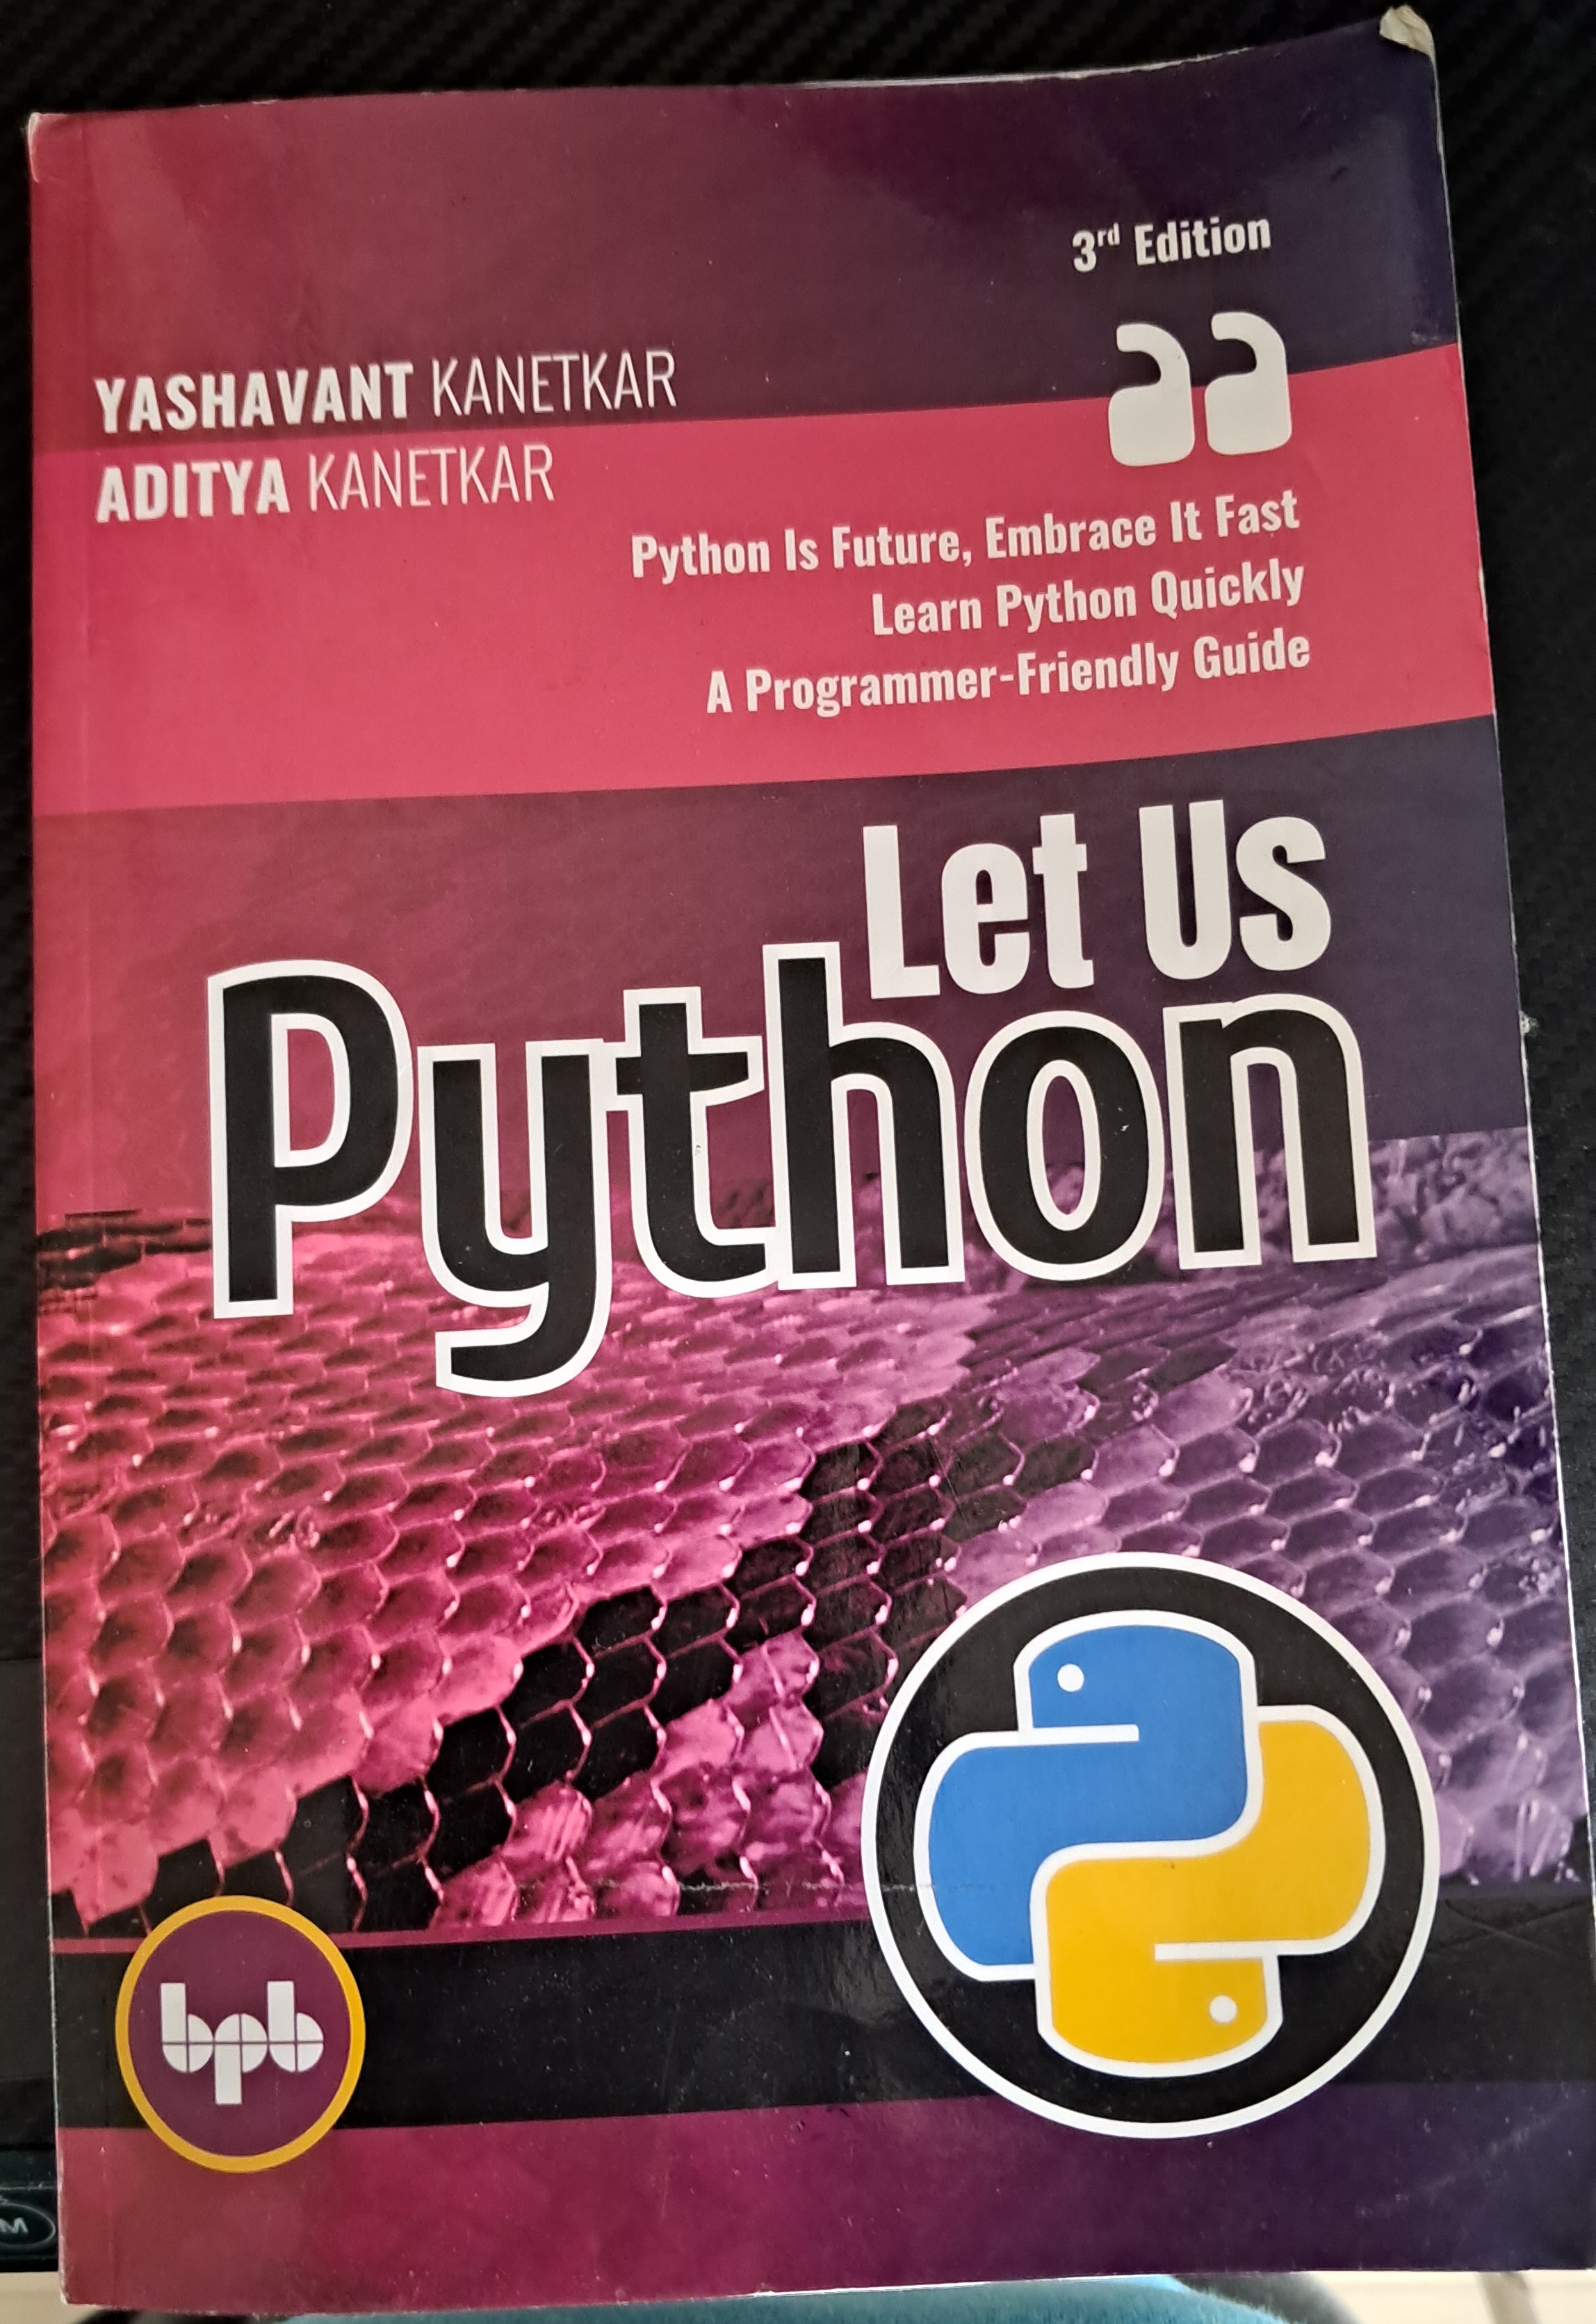 3rd Edition
YASHAVANT KANETKAR
ADITYA KANETKAR
Python Is Future, Embrace It Fast
Learn Python Quickly
A Programmer-Friendly Guide
Let Us
Python
bpb
M